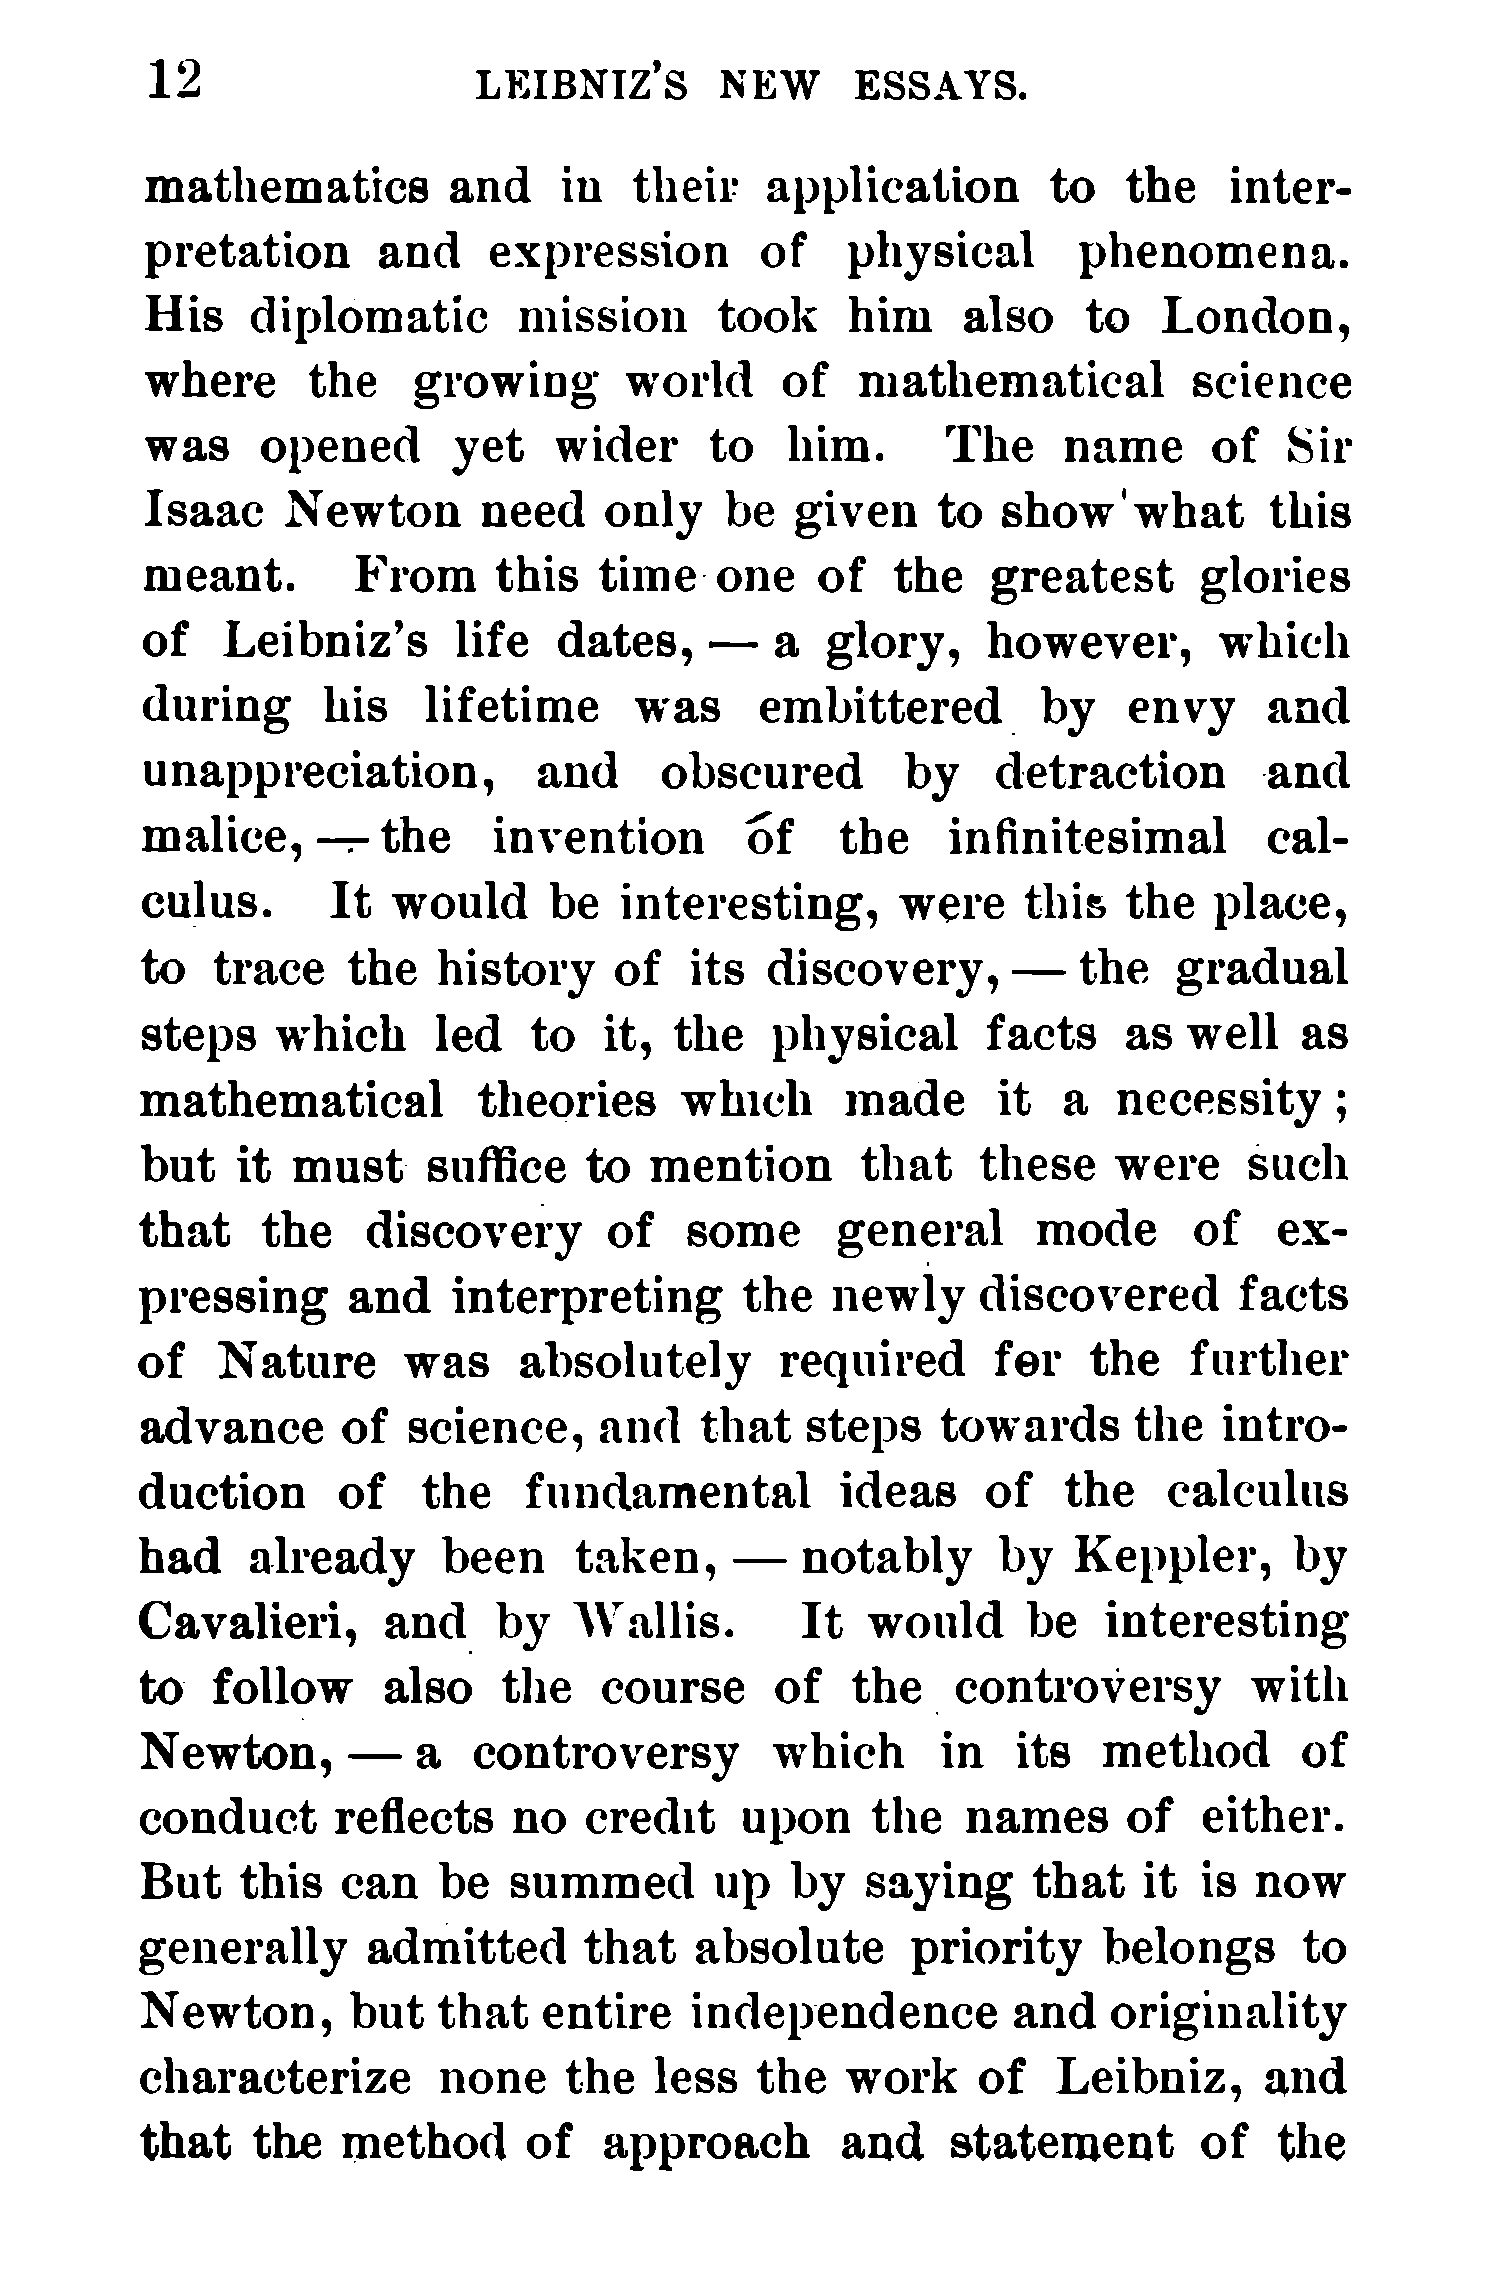 12 LEIBNIZ'S NEW ESSAYS.
mathematics and in their application to the inter-
pretation and expression of physical phenomena.
His diplomatic mission took him also to London,
where the growing world of mathematical science
was opened yet wider to him. The name of Sir
Isaac Newton need only be given to show what this
meant. From this time one of the greatest glories
of Leibniz's life dates, — a glory, however, which
during his lifetime was embittered by envy and
unappreciation, and obscured by detraction and
malice, — the invention of the infinitesimal cal-
culus. It would be interesting, were this the place,
to trace the history of its discovery, — the gradual
steps which led to it, the physical facts as well as
mathematical theories which made it a necessity;
but it must suffice to mention that these were such
that the discovery of some general mode of ex-
pressing and interpreting the newly discovered facts
of Nature was absolutely required for the further
advance of science, and that steps towards the intro-
duction of the fundamental ideas of the calculus
had already been taken, — notably by Keppler, by
Cavalieri, and by Wallis. It would be interesting
to follow also the course of the controversy with
Newton, — a controversy which in its method of
conduct reflects no credit upon the names of either.
But this can be summed up by saying that it is now
generally admitted that absolute priority belongs to
Newton, but that entire independence and originality
characterize none the less the work of Leibniz, and
that the method of approach and statement of the